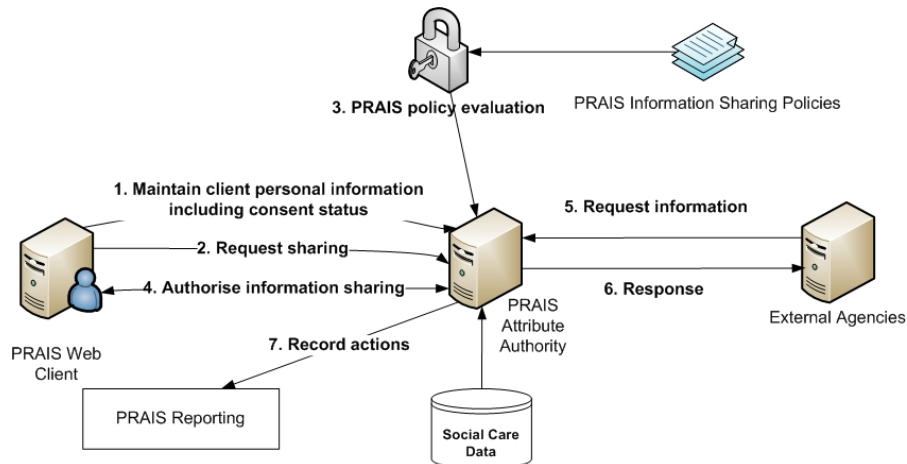 3. PRAIS policy evaluation
PRAIS Information Sharing Policies
1. Maintain client personal information
including consent status
2. Request sharing
4. Authorise information sharing
5. Request information
6. Response
PRAIS
Attribute
Authority
External Agencies
7. Record actions
PRAIS Web
Client
PRAIS Reporting
Social Care
Data